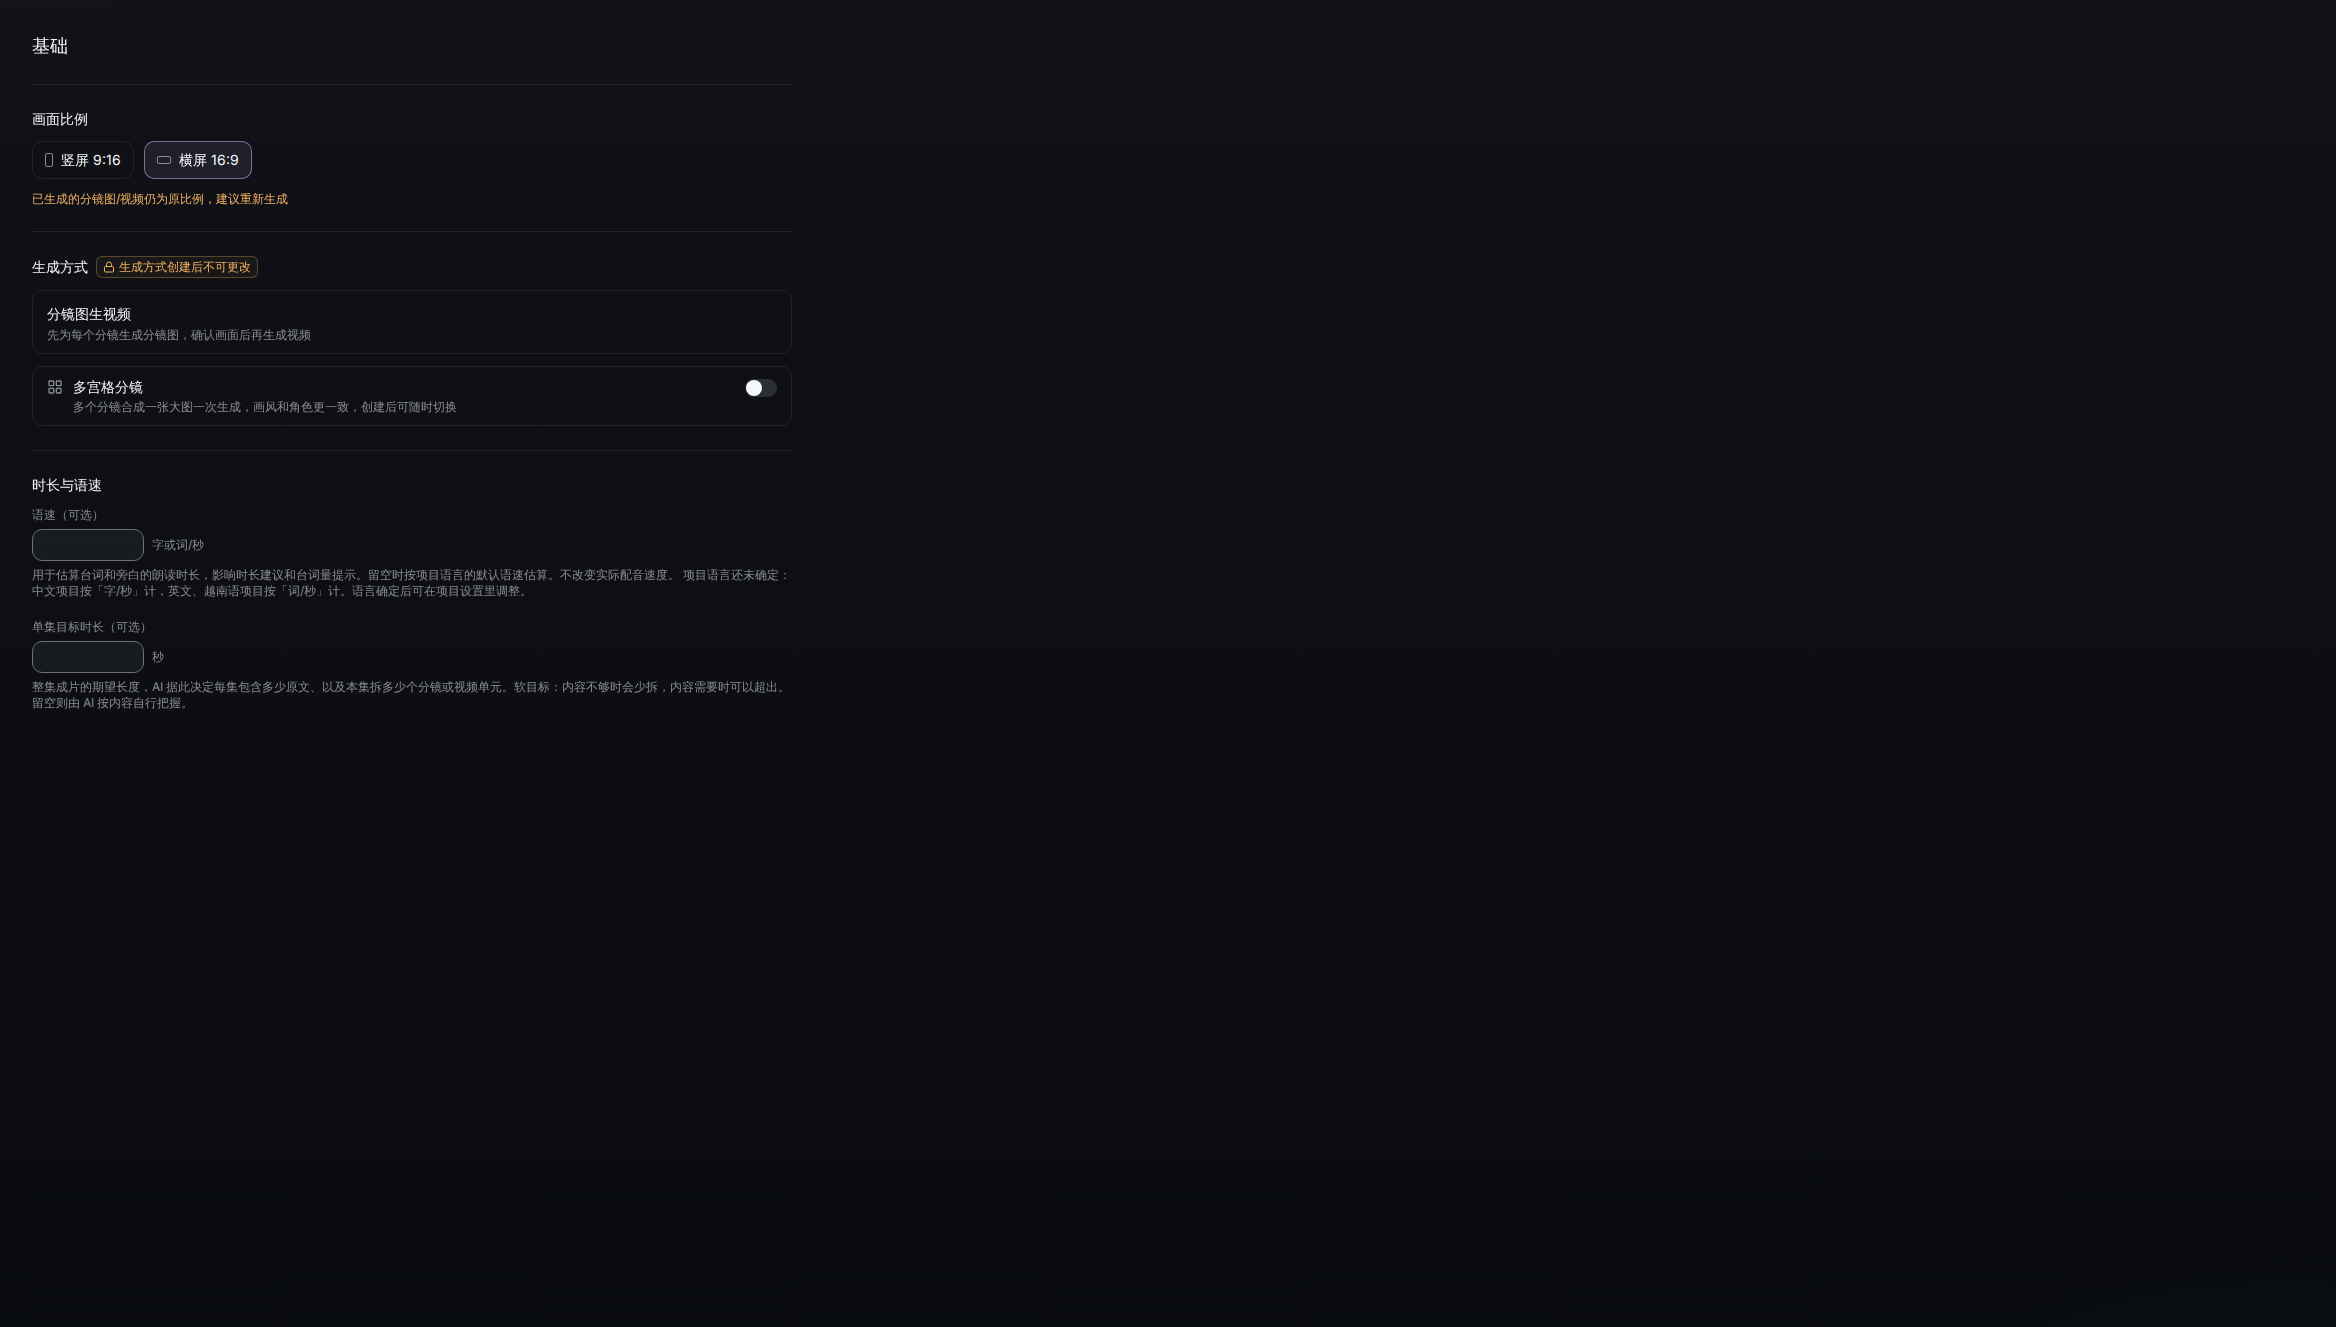 基础
画面比例
竖屏 9:16
横屏 16:9
已生成的分镜图/视频仍为原比例，建议重新生成
生成方式
生成方式创建后不可更改
分镜图生视频
先为每个分镜生成分镜图，确认画面后再生成视频
多宫格分镜
多个分镜合成一张大图一次生成，画风和角色更一致，创建后可随时切换
时长与语速
语速（可选）
字或词/秒
用于估算台词和旁白的朗读时长，影响时长建议和台词量提示。留空时按项目语言的默认语速估算。不改变实际配音速度。 项目语言还未确定：
中文项目按「字/秒」计，英文、越南语项目按「词/秒」计。语言确定后可在项目设置里调整。
单集目标时长（可选）
秒
整集成片的期望长度，AI 据此决定每集包含多少原文、以及本集拆多少个分镜或视频单元。软目标：内容不够时会少拆，内容需要时可以超出。
留空则由 AI 按内容自行把握。